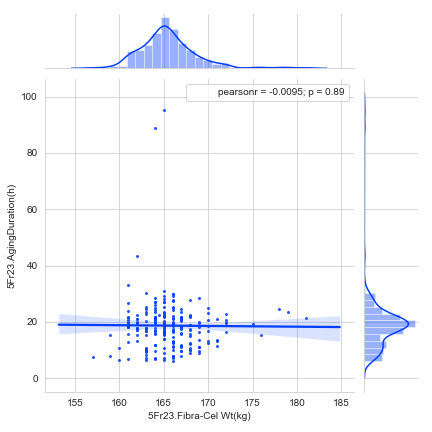 pearsonr = -0.0095; p = 0.89
100
80
60
40
20
0
5Fr23.AgingDuration(h)
155 160 165 170 175 180 185
5Fr23.Fibra-Cel Wt(kg)